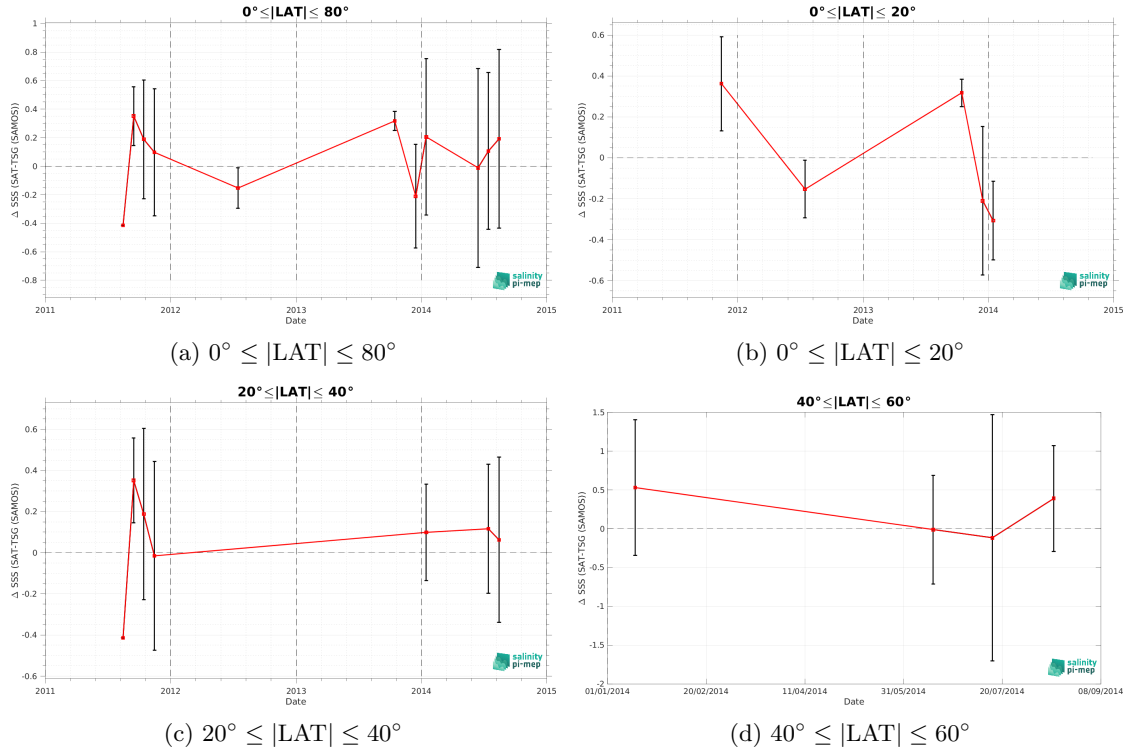 0°≤|LAT|≤ 80°
1
0.8
0.6
0.4
0.2
0
-0.2
-0.4
-0.6
-0.8
Δ SSS (SAT-TSG (SAMOS))
2011 2012 2013 2014 2015
Date
salinity
pi-mep
(a) 0° ≤ |LAT| ≤ 80°
0°≤|LAT|≤ 20°
0.6
0.4
0.2
0
-0.2
-0.4
-0.6
Δ SSS (SAT-TSG (SAMOS))
2011 2012 2013 2014 2015
Date
salinity
pi-mep
(b) 0° ≤ |LAT| ≤ 20°
20°≤|LAT|≤ 40°
0.6
0.4
0.2
0
-0.2
-0.4
-0.6
Δ SSS (SAT-TSG (SAMOS))
2011 2012 2013 2014 2015
Date
salinity
pi-mep
(c) 20° ≤ |LAT| ≤ 40°
40°≤|LAT|≤ 60°
1.5
1
0.5
0
-0.5
-1
-1.5
-2
Δ SSS (SAT-TSG (SAMOS))
01/01/2014 20/02/2014 11/04/2014 31/05/2014 20/07/2014 08/09/2014
Date
salinity
pi-mep
(d) 40° ≤ |LAT| ≤ 60°